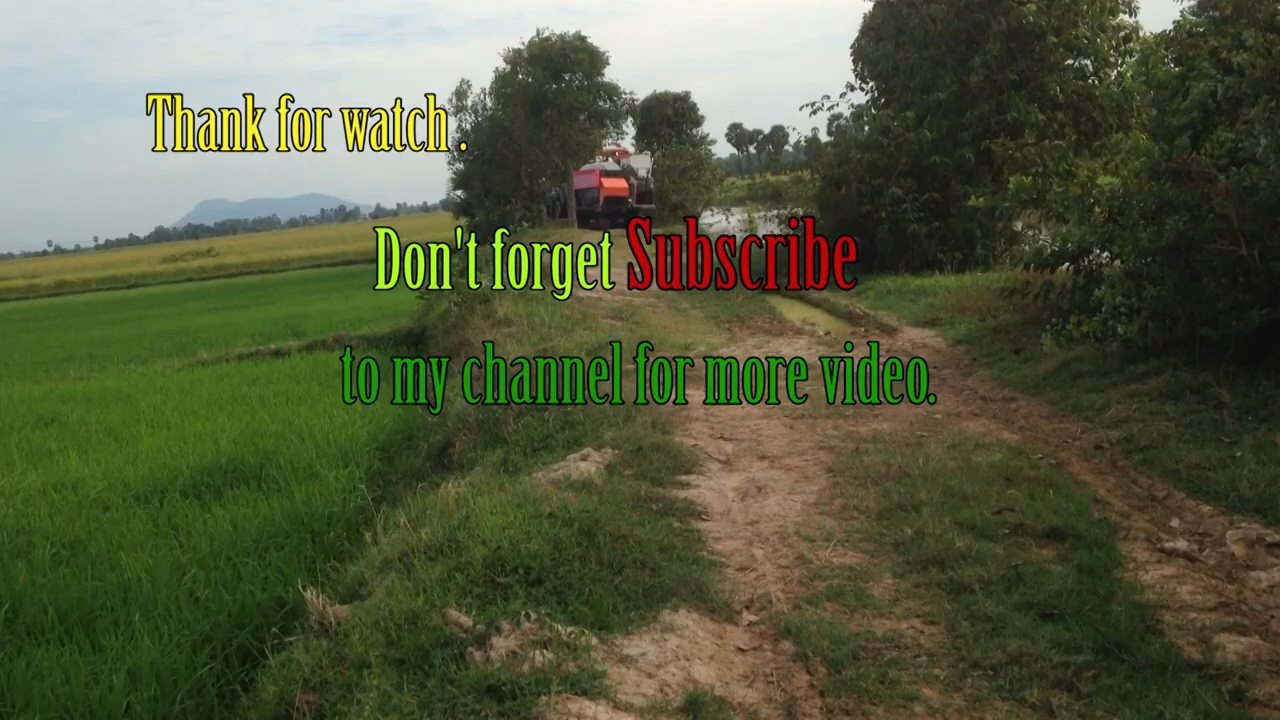 Thank for watch .
Don't forget Subscribe
to my channel for more video.